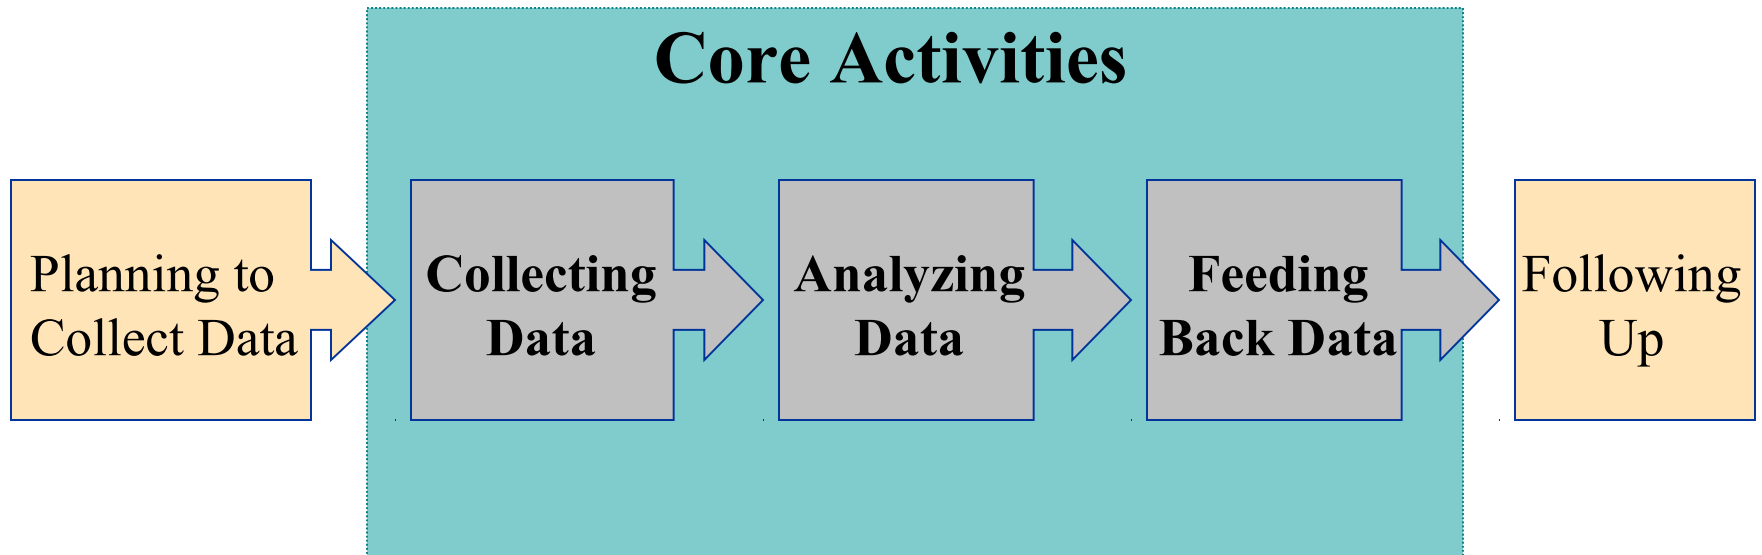 Core Activities
Planning to
Collect Data
Collecting
Data
Analyzing
Data
Feeding
Back Data
Following
Up